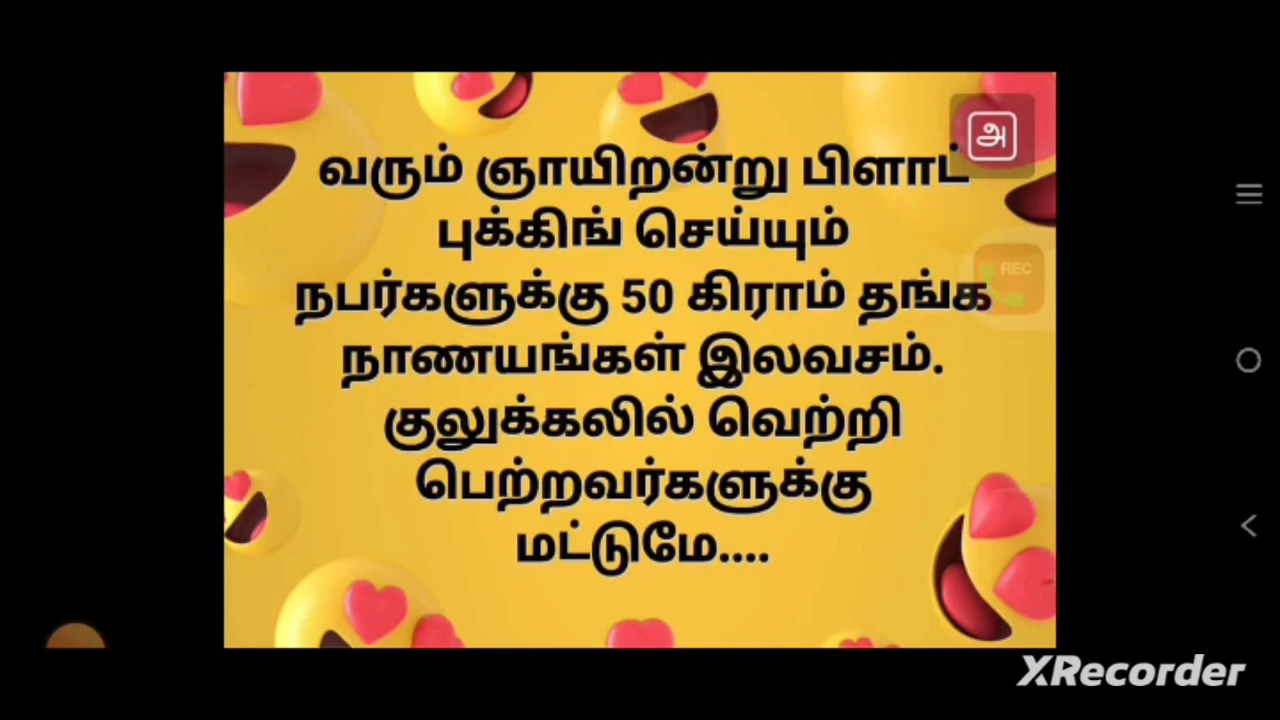 வரும் ஞாயிறன்று பிளாட்
புக்கிங் செய்யும்
நபர்களுக்கு 50 கிராம் தங்க
நாணயங்கள் இலவசம்.
குலுக்கலில் வெற்றி
பெற்றவர்களுக்கு
மட்டுமே....
அ
REC
XRecorder